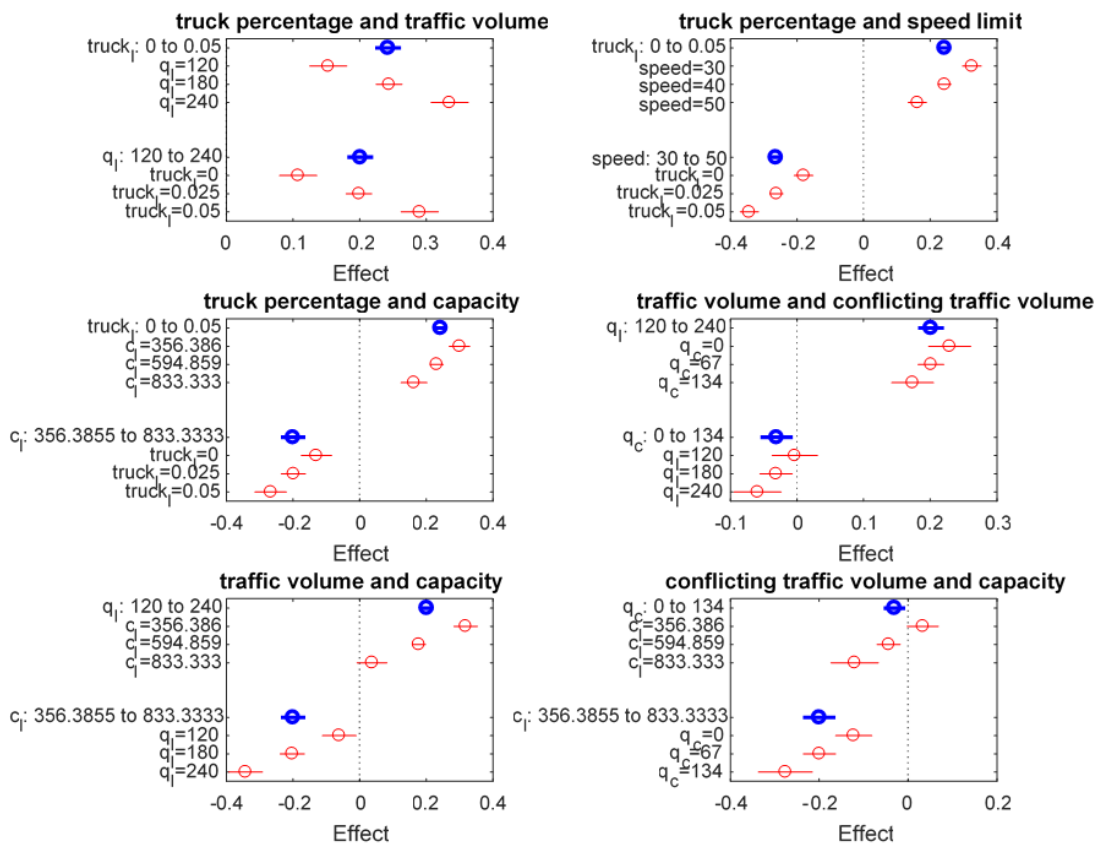 truck percentage and traffic volume
truck_l: 0 to 0.05
q_l=120
q_l=180
q_l=240
q_l: 120 to 240
truck_l=0
truck_l=0.025
truck_l=0.05
0 0.1 0.2 0.3 0.4
Effect
truck percentage and speed limit
truck_l: 0 to 0.05
speed=30
speed=40
speed=50
speed: 30 to 50
truck_l=0
truck_l=0.025
truck_l=0.05
-0.4 -0.2 0 0.2 0.4
Effect
truck percentage and capacity
truck_l: 0 to 0.05
c_l=356.386
c_l=594.859
c_l=833.333
c_l: 356.3855 to 833.3333
truck_l=0
truck_l=0.025
truck_l=0.05
-0.4 -0.2 0 0.2 0.4
Effect
traffic volume and conflicting traffic volume
q_l: 120 to 240
q_c=0
q_c=67
q_c=134
q_c: 0 to 134
q_l=120
q_l=180
q_l=240
-0.1 0 0.1 0.2 0.3
Effect
traffic volume and capacity
q_l: 120 to 240
c_l=356.386
c_l=594.859
c_l=833.333
c_l: 356.3855 to 833.3333
q_l=120
q_l=180
q_l=240
-0.4 -0.2 0 0.2 0.4
Effect
conflicting traffic volume and capacity
q_c: 0 to 134
c_l=356.386
c_l=594.859
c_l=833.333
c_l: 356.3855 to 833.3333
q_c=0
q_c=67
q_c=134
-0.2 0 0.2
Effect